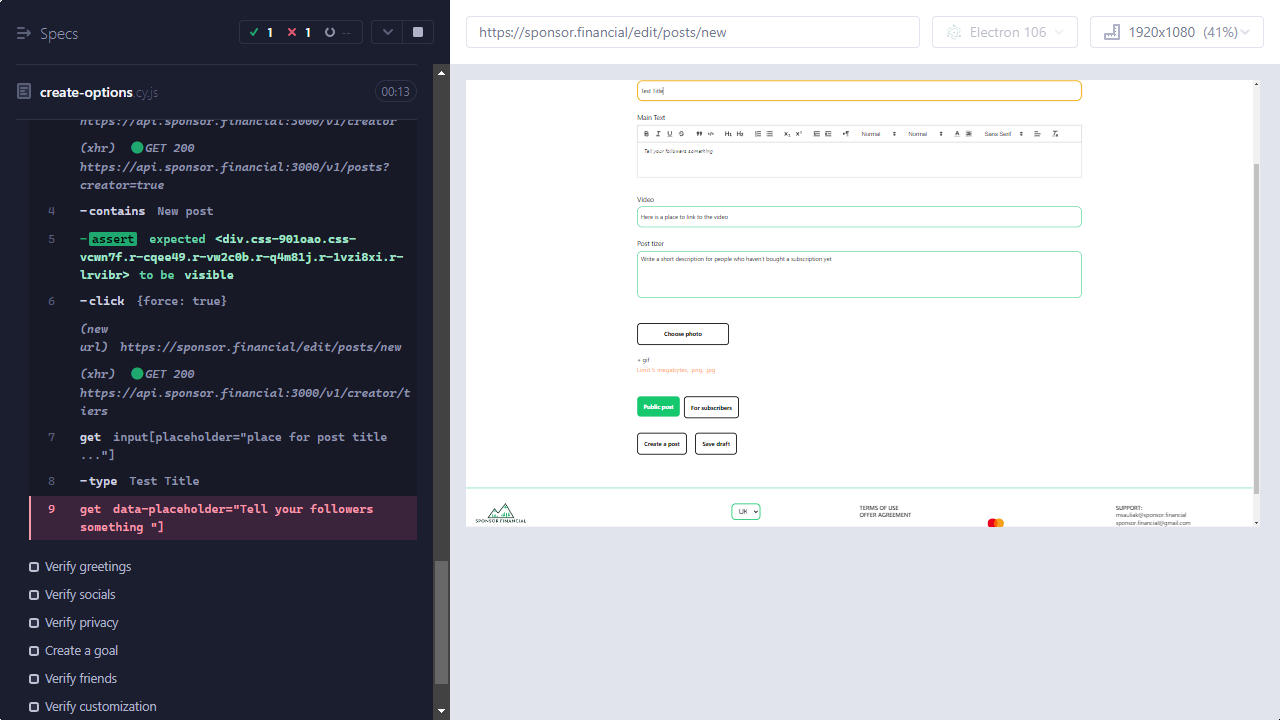 Specs
1
1
--
https://sponsor.financial/edit/posts/new
Electron 106
1920x1080 (41%)
create-options.cy.js
00:13
https://api.sponsor.financial:3000/v1/creator
(xhr) GET 200
https://api.sponsor.financial:3000/v1/posts?
creator=true
4 -contains New post
5 -assert expected <div.css-901oao.css-
vcwn7f.r-cqee49.r-vw2c0b.r-q4m81j.r-1vzi8xi.r-
lrvibr> to be visible
6 -click {force: true}
(new
url) https://sponsor.financial/edit/posts/new
(xhr) GET 200
https://api.sponsor.financial:3000/v1/creator/t
iers
7 get input[placeholder="place for post title
..."]
8 -type Test Title
9 get data-placeholder="Tell your followers
something "]
Verify greetings
Verify socials
Verify privacy
Create a goal
Verify friends
Verify customization
Test Title
Main Text
B I U S H1 H2 X₂ X² Normal Normal A Sans Serif
Tell your followers something
Video
Here is a place to link to the video
Post tizer
Write a short description for people who haven't bought a subscription yet
Choose photo
+ gif
Limit 5 megabytes, .png, .jpg
Public post
For subscribers
Create a post
Save draft
SPONSOR FINANCIAL
UK
TERMS OF USE
OFFER AGREEMENT
SUPPORT:
msauliak@sponsor.financial
sponsor.financial@gmail.com